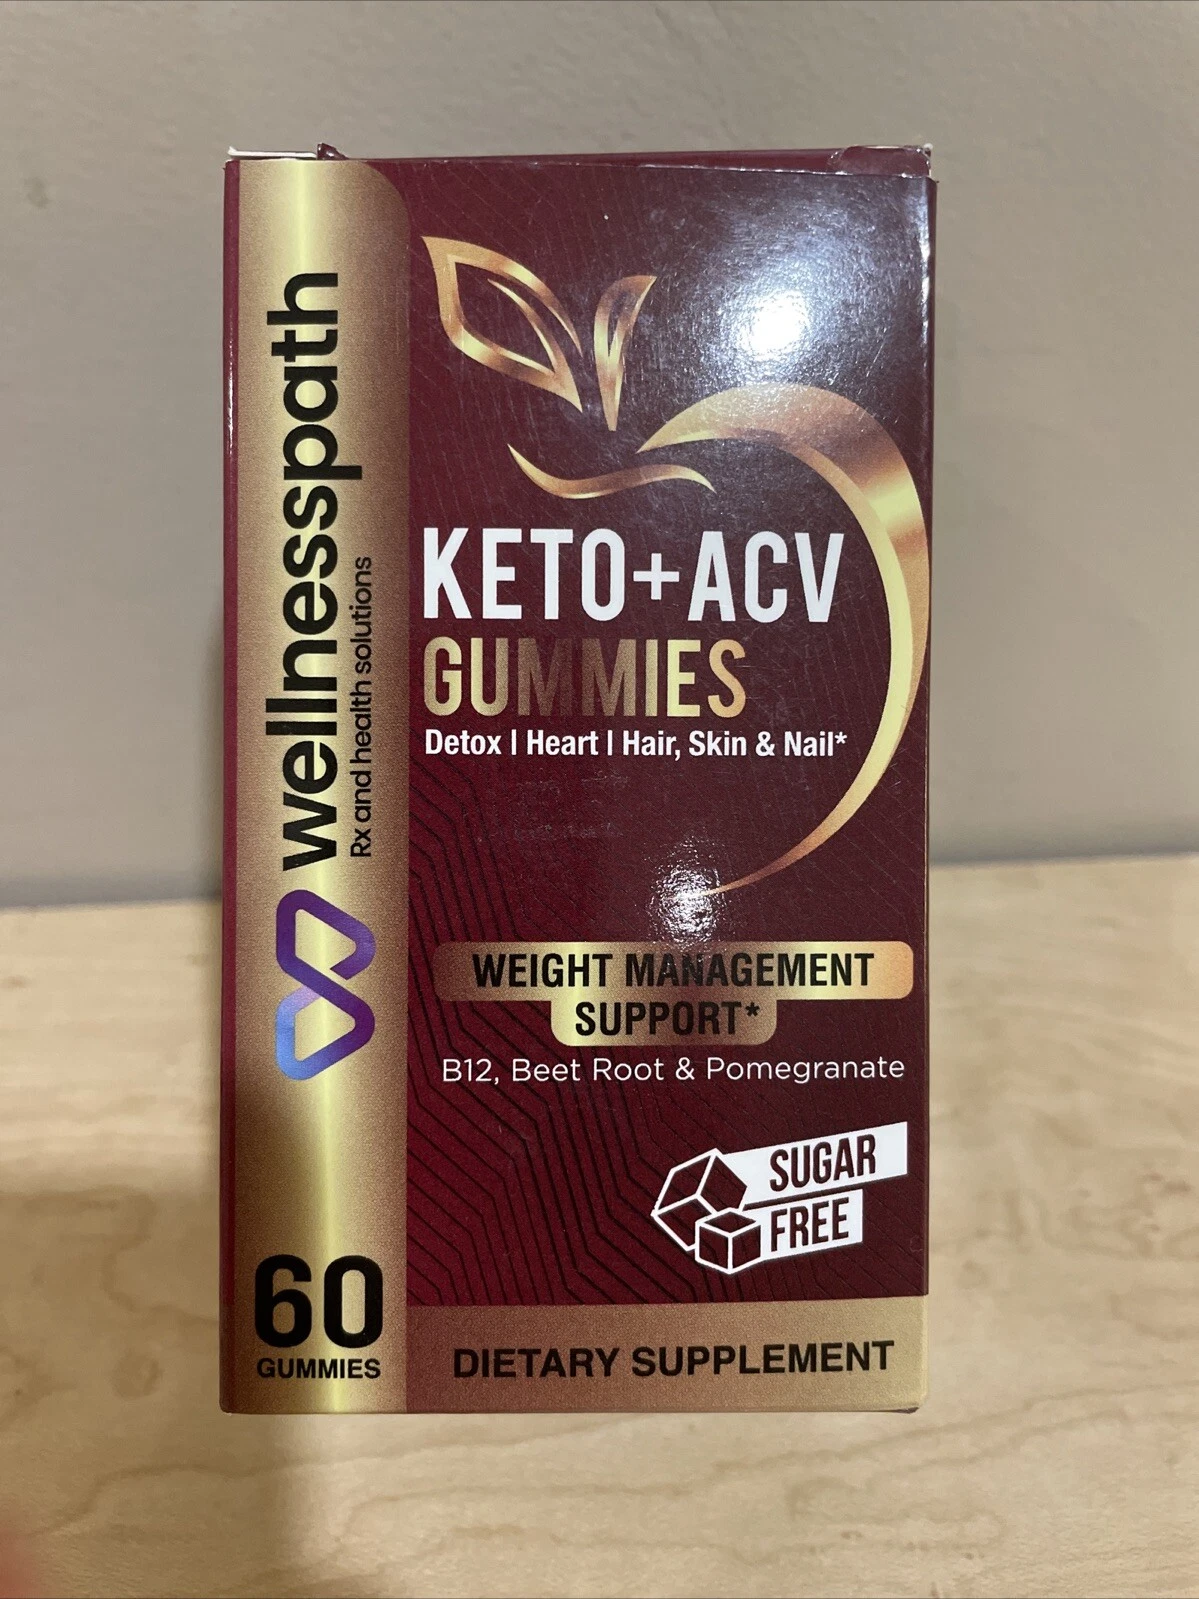 wellnesspath
Rx and health solutions
KETO+ACV
GUMMIES
Detox | Heart | Hair, Skin & Nail*
WEIGHT MANAGEMENT
SUPPORT*
B12, Beet Root & Pomegranate
SUGAR
FREE
60
GUMMIES
DIETARY SUPPLEMENT